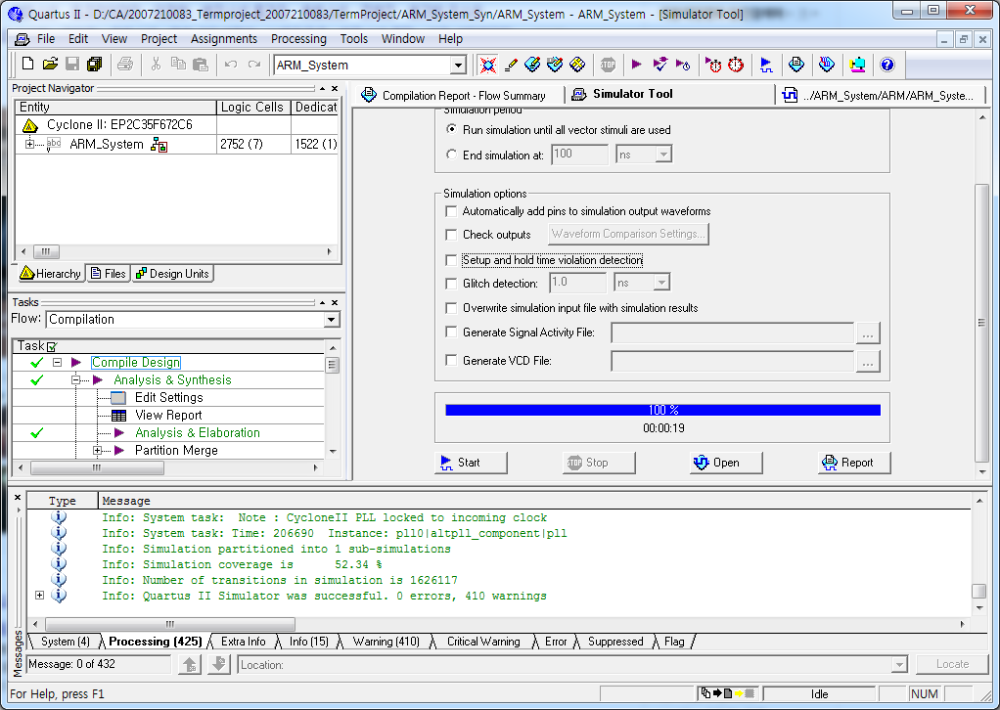 Quartus II - D:/CA/2007210083_Termproject_2007210083/TermProject/ARM_System_Syn/ARM_System - ARM_System - [Simulator Tool]
File Edit View Project Assignments Processing Tools Window Help
ARM_System
Project Navigator
Entity Logic Cells Dedicat
Cyclone II: EP2C35F672C6
ARM_System 2752 (7) 1522 (1)
Hierarchy Files Design Units
Tasks
Flow: Compilation
Task
Compile Design
Analysis & Synthesis
Edit Settings
View Report
Analysis & Elaboration
Partition Merge
Compilation Report - Flow Summary
Simulator Tool
.../ARM_System/ARM/ARM_Syste...
Simulation period
Run simulation until all vector stimuli are used
End simulation at: 100 ns
Simulation options
Automatically add pins to simulation output waveforms
Check outputs Waveform Comparison Settings...
Setup and hold time violation detection
Glitch detection: 1.0 ns
Overwrite simulation input file with simulation results
Generate Signal Activity File: ...
Generate VCD File: ...
100 %
00:00:19
Start STOP Stop Open Report
Type Message
Info: System task:  Note : CycloneII PLL locked to incoming clock
Info: System task: Time: 206690  Instance: pll0|altpll_component|pll
Info: Simulation partitioned into 1 sub-simulations
Info: Simulation coverage is      52.34 %
Info: Number of transitions in simulation is 1626117
Info: Quartus II Simulator was successful. 0 errors, 410 warnings
System (4) Processing (425) Extra Info Info (15) Warning (410) Critical Warning Error Suppressed Flag
Messages
Message: 0 of 432 Location: Locate
For Help, press F1 Idle NUM